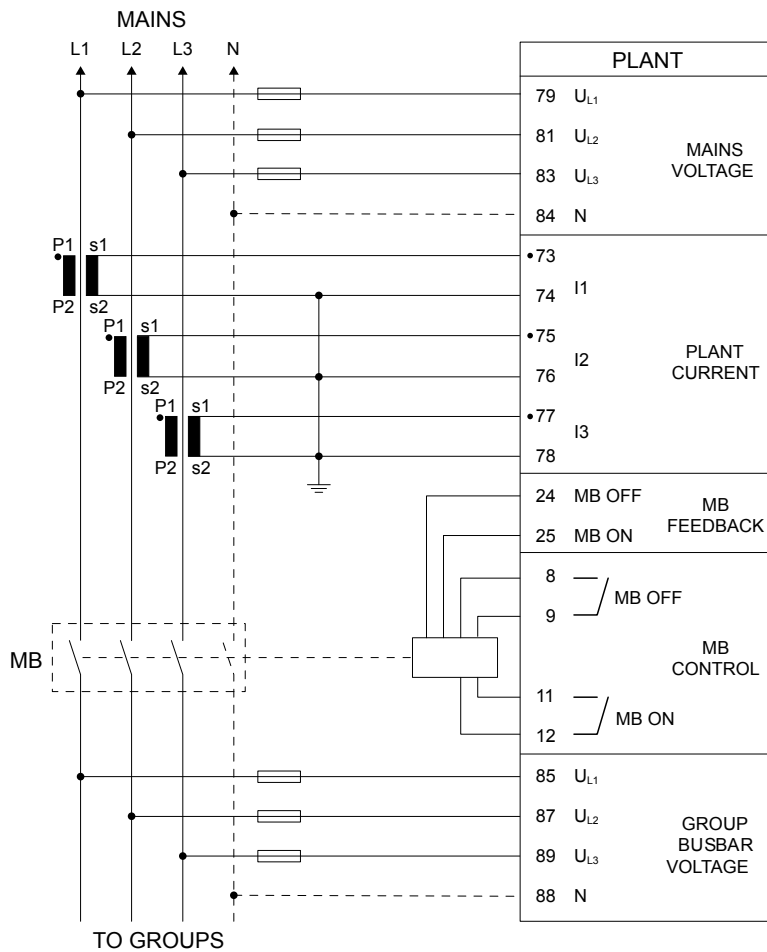 MAINS
L1 L2 L3 N
PLANT
79 UL1
81 UL2
MAINS
VOLTAGE
83 UL3
84 N
P1 s1
73
I1
P2 s2
74
P1 s1
75
I2
PLANT
CURRENT
P2 s2
76
P1 s1
77
I3
P2 s2
78
24 MB OFF
MB
FEEDBACK
25 MB ON
8
MB OFF
9
MB
MB
CONTROL
11
MB ON
12
85 UL1
87 UL2
GROUP
BUSBAR
VOLTAGE
89 UL3
88 N
TO GROUPS